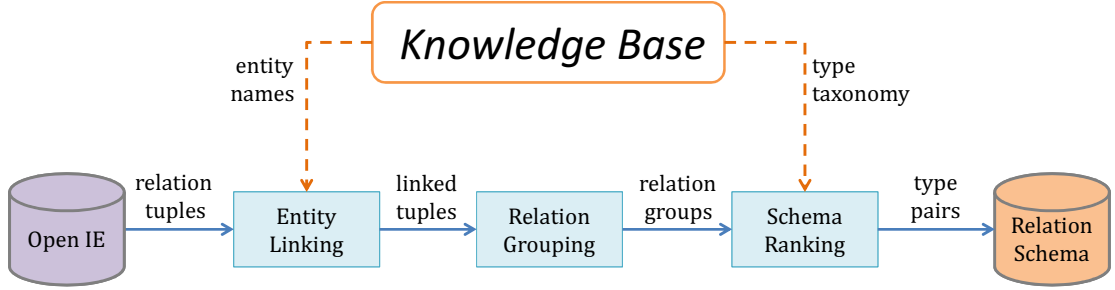 Knowledge Base
entity
names
type
taxonomy
relation
tuples
linked
tuples
relation
groups
type
pairs
Open IE
Entity
Linking
Relation
Grouping
Schema
Ranking
Relation
Schema